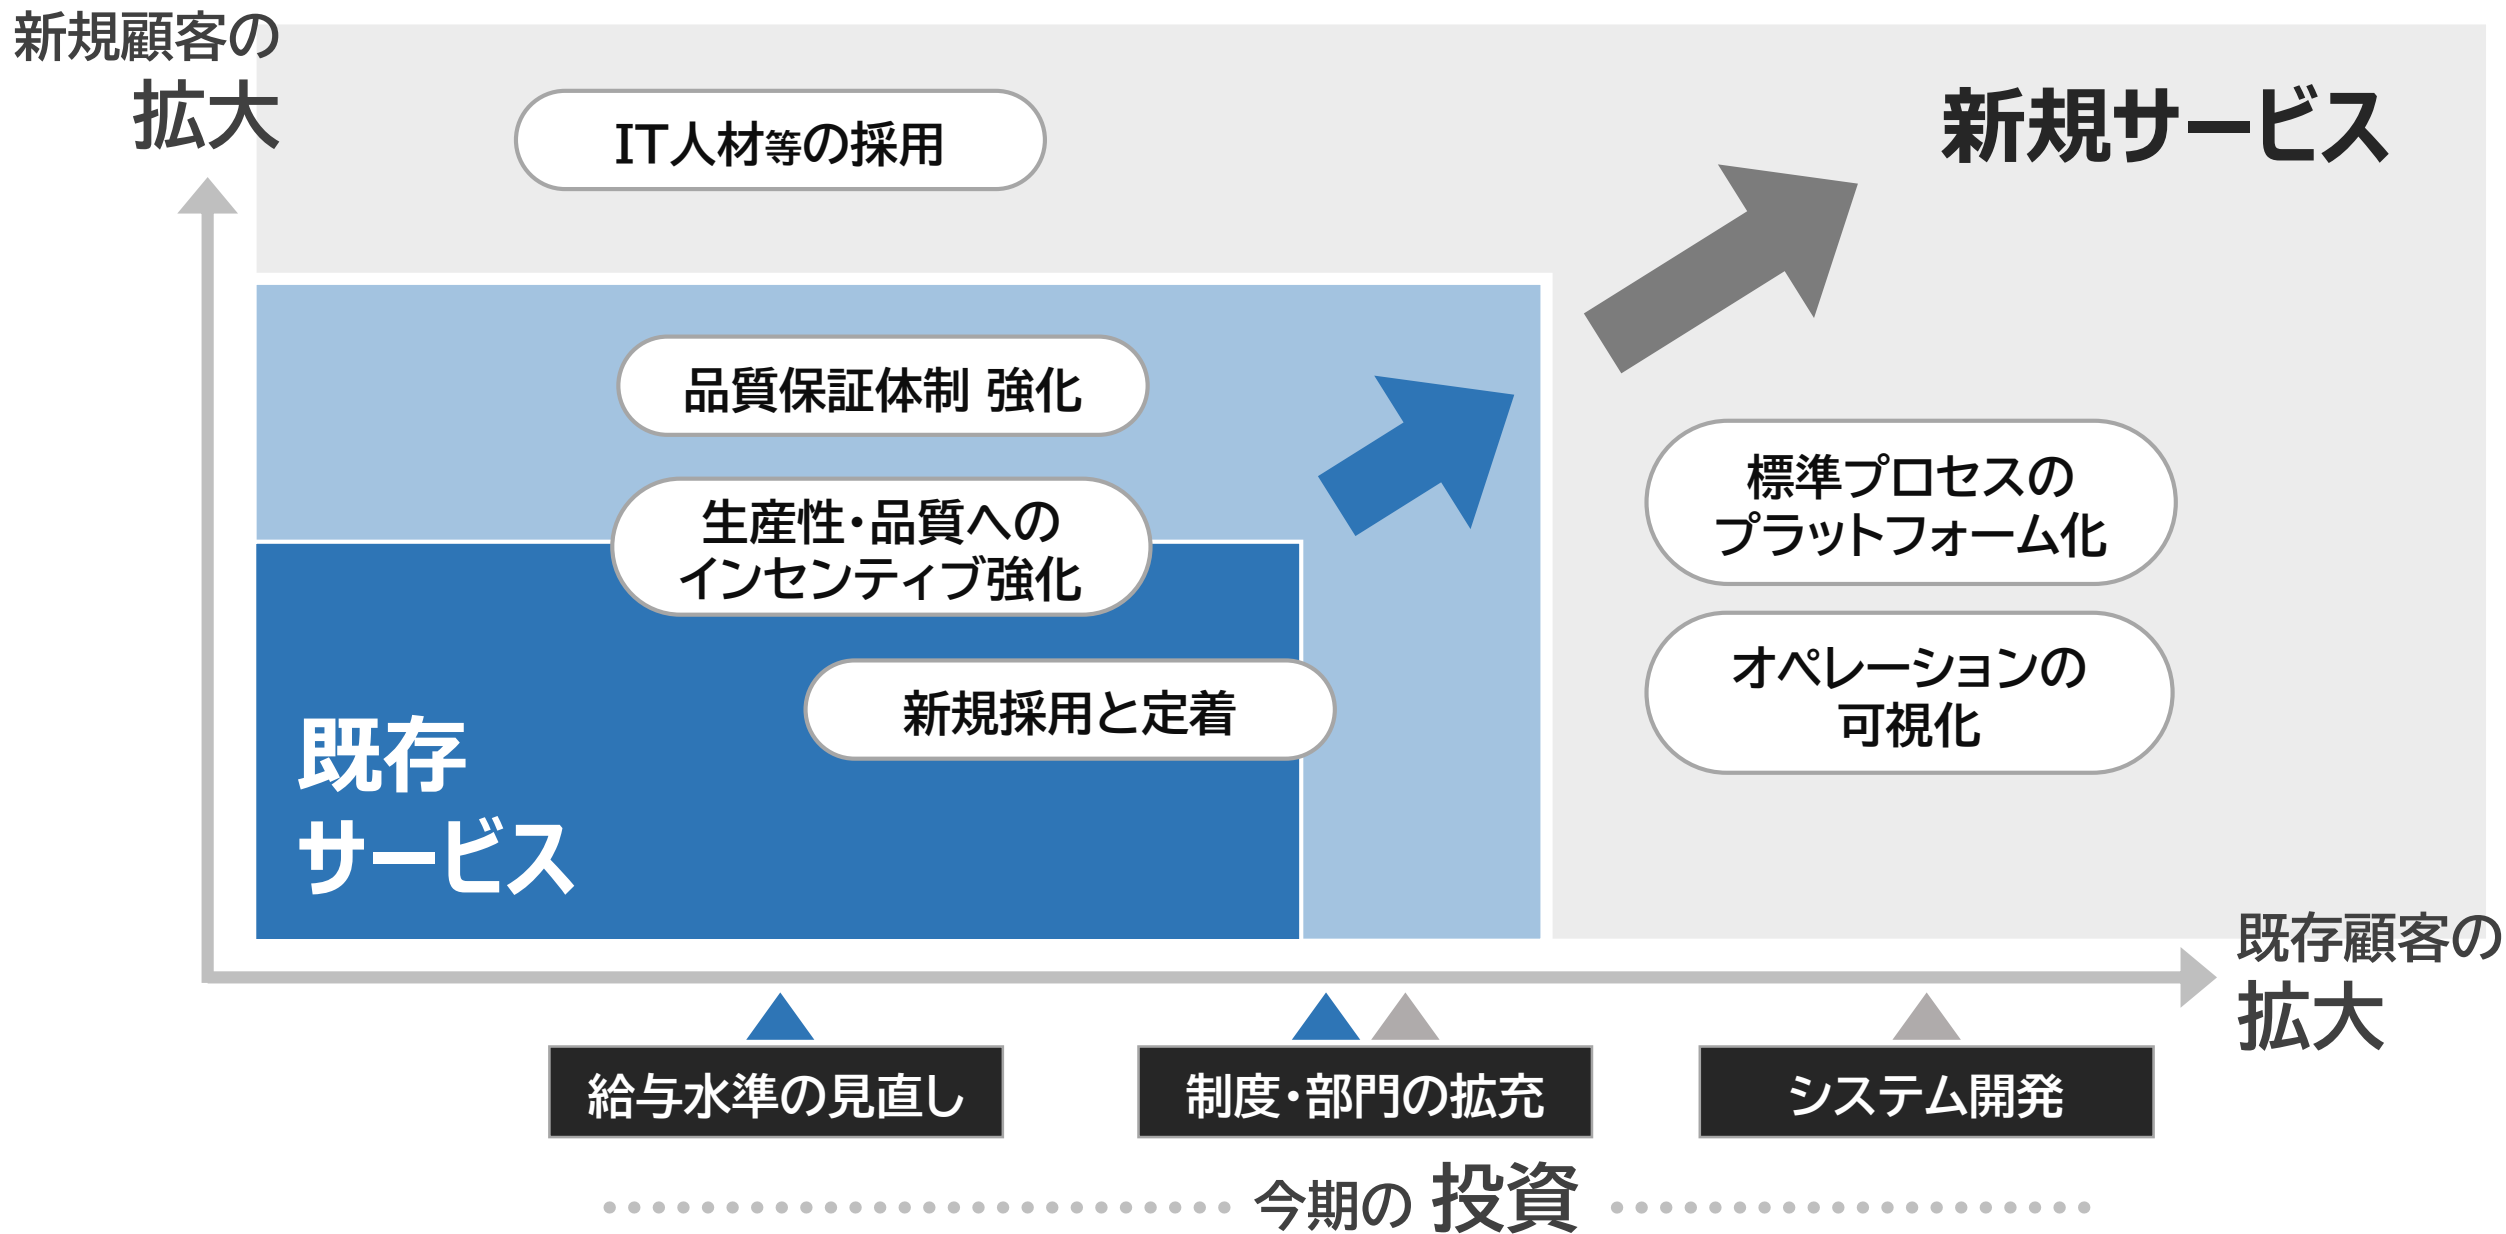 新規顧客の
拡大
ITノウハウ人材等の採用
新規サービス
品質保証体制 強化
生産性・品質への
インセンティブ強化
標準プロセスの
プラットフォーム化
オペレーションの
可視化
新規採用と定着
既存
サービス
既存顧客の
拡大
給与水準の見直し
制度・部門の拡充
システム開発
今期の 投資